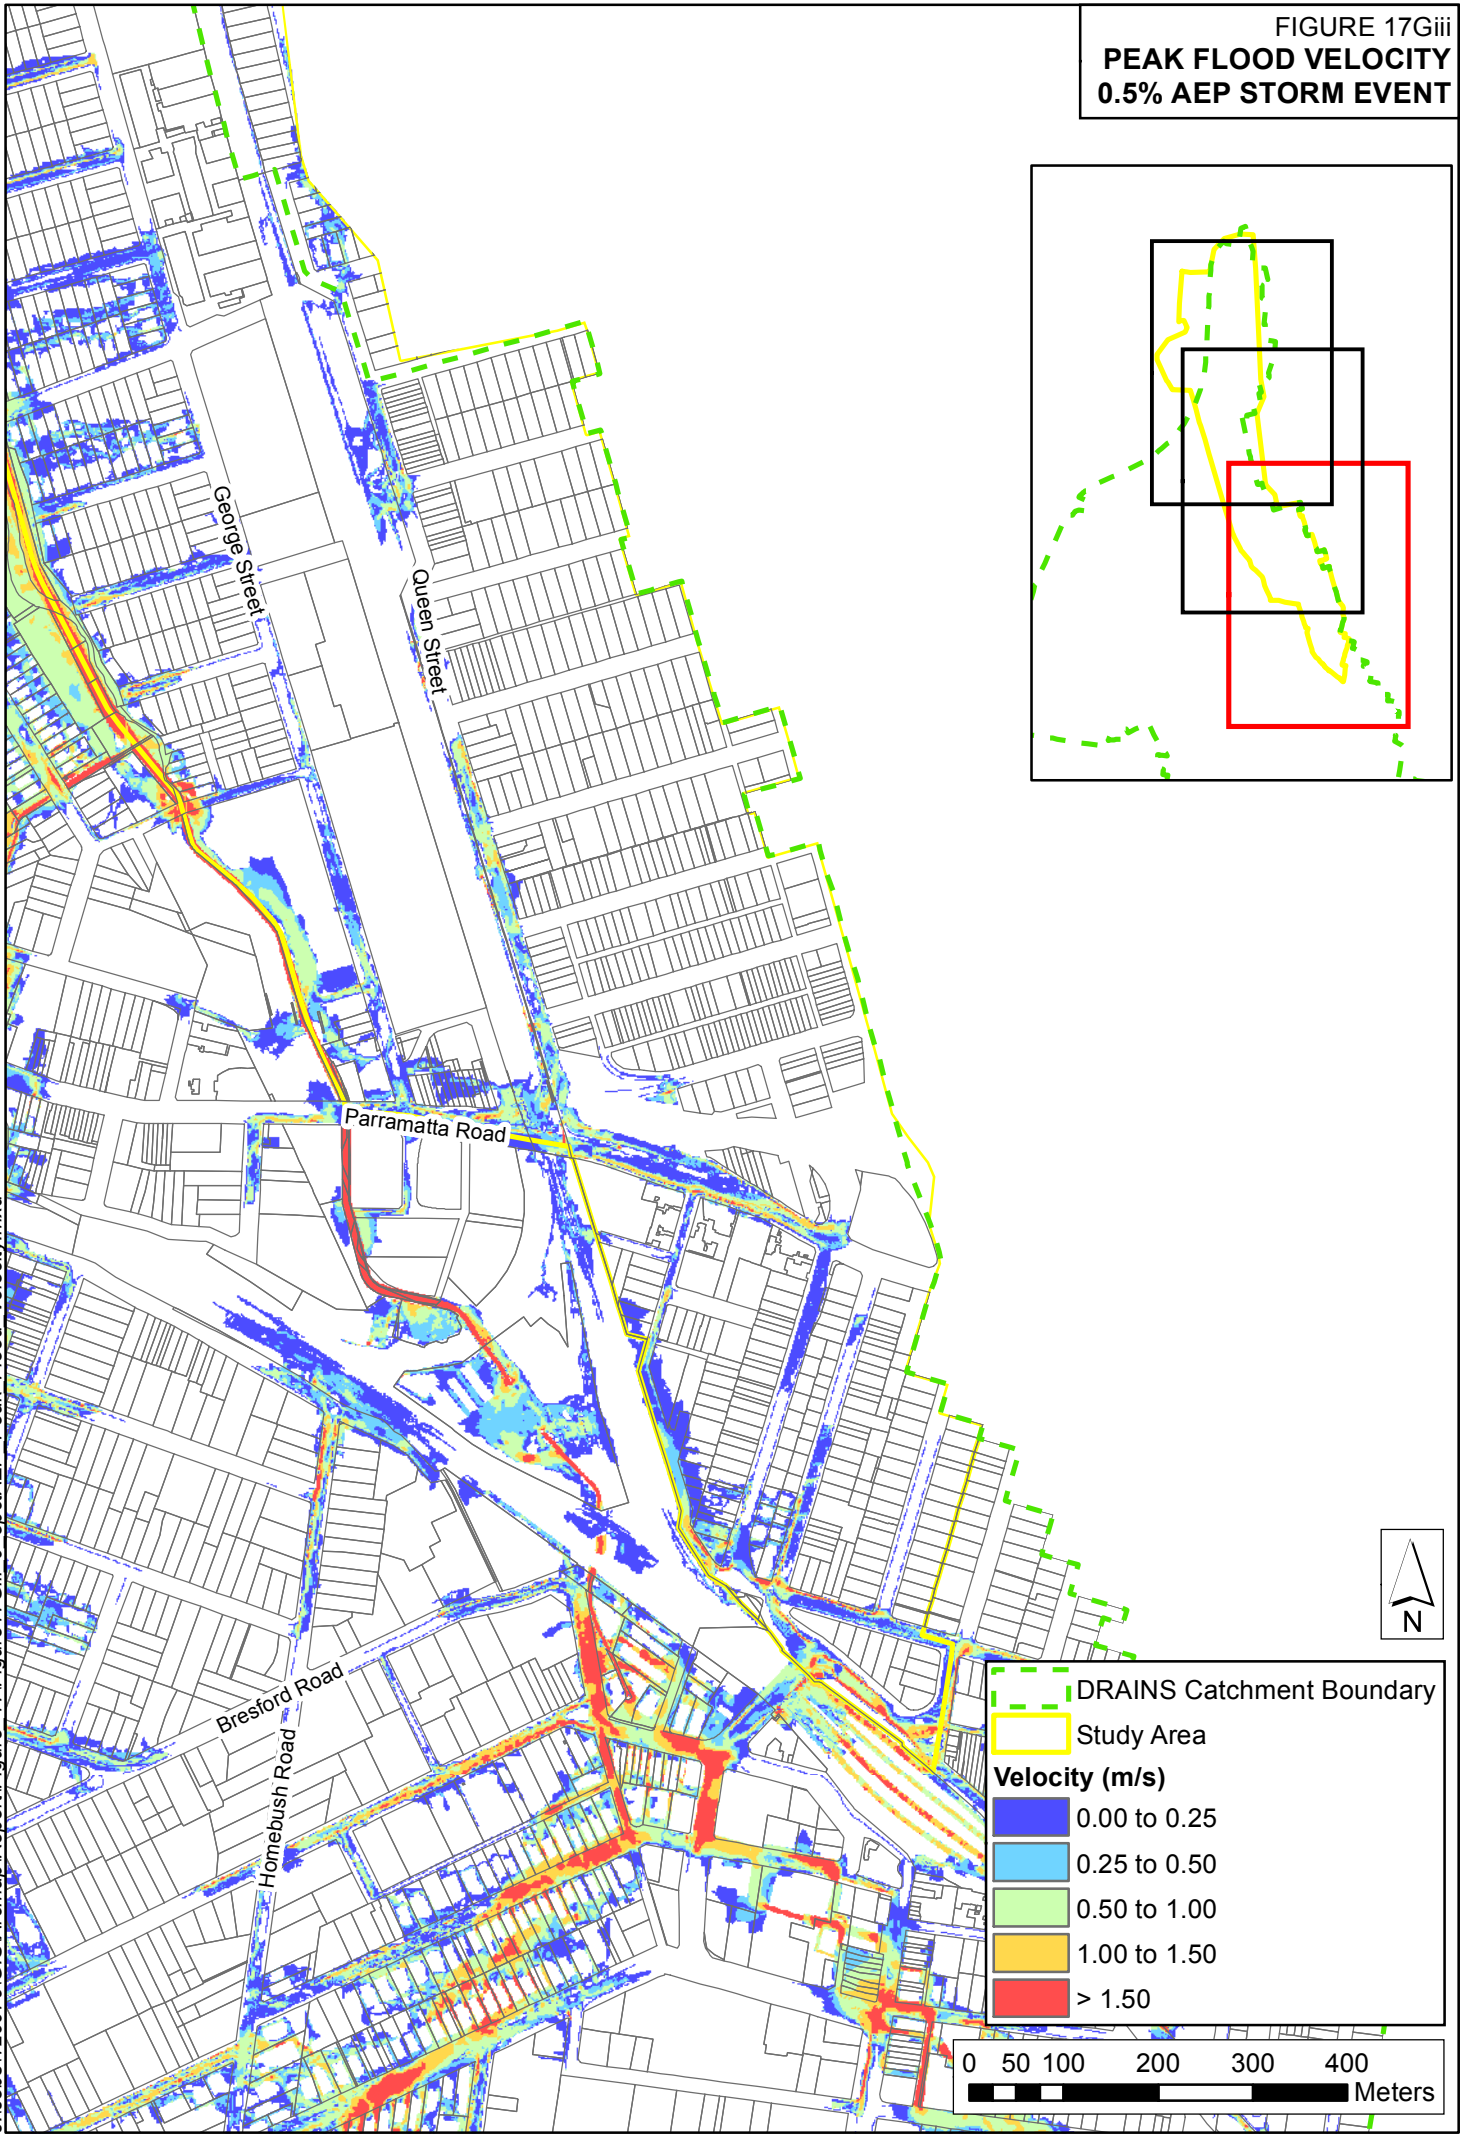 FIGURE 17Giii
PEAK FLOOD VELOCITY
0.5% AEP STORM EVENT
George Street
Queen Street
Parramatta Road
Bresford Road
Homebush Road
N
DRAINS Catchment Boundary
Study Area
Velocity (m/s)
0.00 to 0.25
0.25 to 0.50
0.50 to 1.00
1.00 to 1.50
> 1.50
0 50 100 200 300 400
Meters